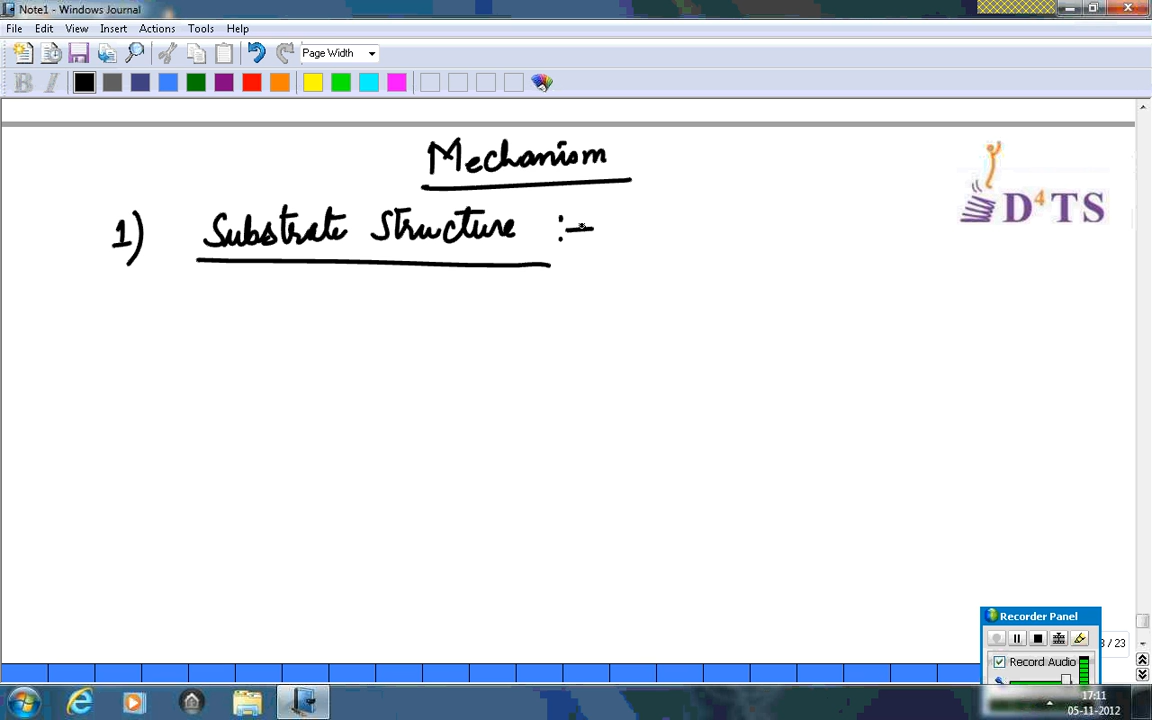 Note1 - Windows Journal
File Edit View Insert Actions Tools Help
Page Width
B I
Mechanism
D4TS
1) Substrate Structure :-
Recorder Panel
/ 23
Record Audio
17:11
05-11-2012